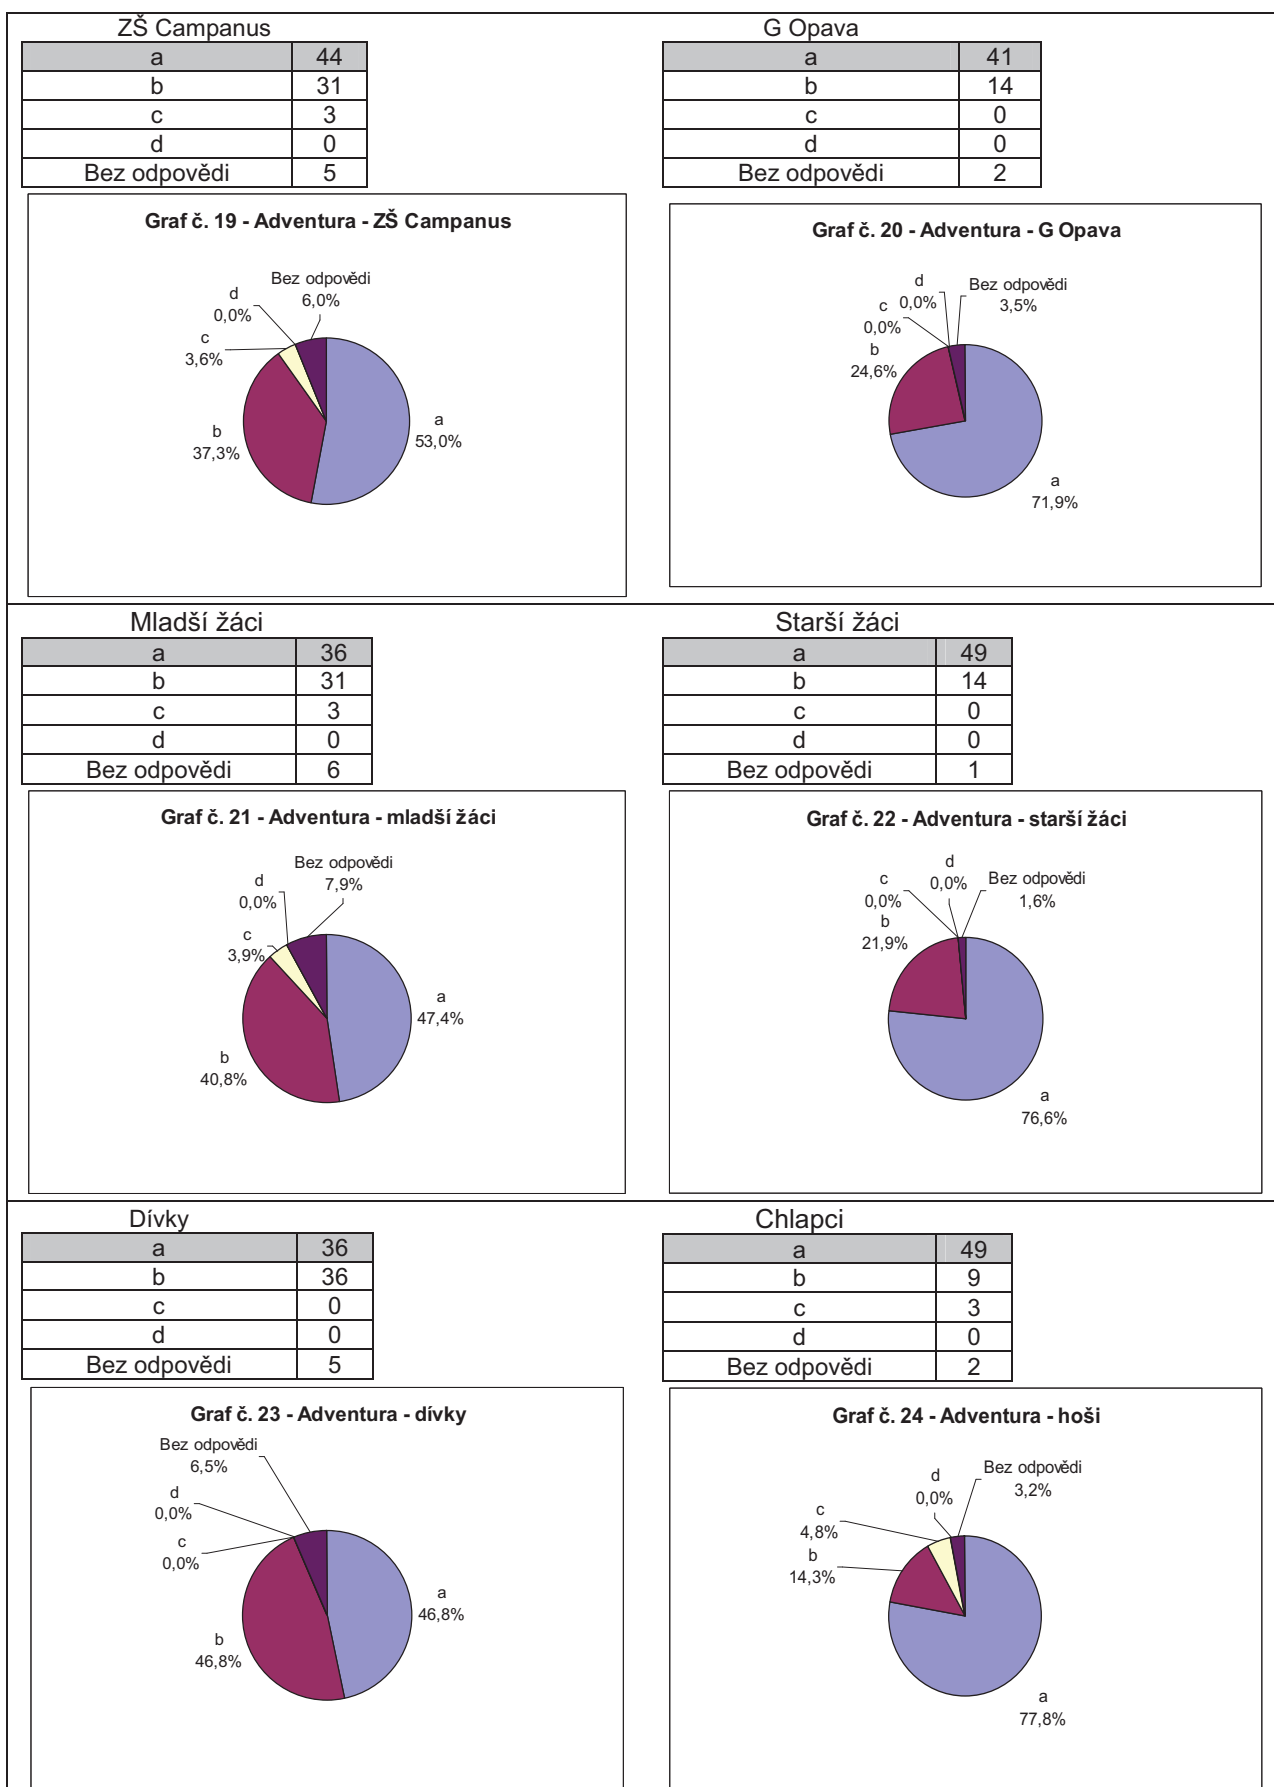 ZŠ Campanus
a 44
b 31
c 3
d 0
Bez odpovědi 5
Graf č. 19 - Adventura - ZŠ Campanus
Bez odpovědi
6,0%
d
0,0%
c
3,6%
b
37,3%
a
53,0%
G Opava
a 41
b 14
c 0
d 0
Bez odpovědi 2
Graf č. 20 - Adventura - G Opava
d
0,0%
Bez odpovědi
3,5%
c
0,0%
b
24,6%
a
71,9%
Mladší žáci
a 36
b 31
c 3
d 0
Bez odpovědi 6
Graf č. 21 - Adventura - mladší žáci
Bez odpovědi
7,9%
d
0,0%
c
3,9%
b
40,8%
a
47,4%
Starší žáci
a 49
b 14
c 0
d 0
Bez odpovědi 1
Graf č. 22 - Adventura - starší žáci
d
0,0%
Bez odpovědi
1,6%
c
0,0%
b
21,9%
a
76,6%
Dívky
a 36
b 36
c 0
d 0
Bez odpovědi 5
Graf č. 23 - Adventura - dívky
Bez odpovědi
6,5%
d
0,0%
c
0,0%
b
46,8%
a
46,8%
Chlapci
a 49
b 9
c 3
d 0
Bez odpovědi 2
Graf č. 24 - Adventura - hoši
d
0,0%
Bez odpovědi
3,2%
c
4,8%
b
14,3%
a
77,8%